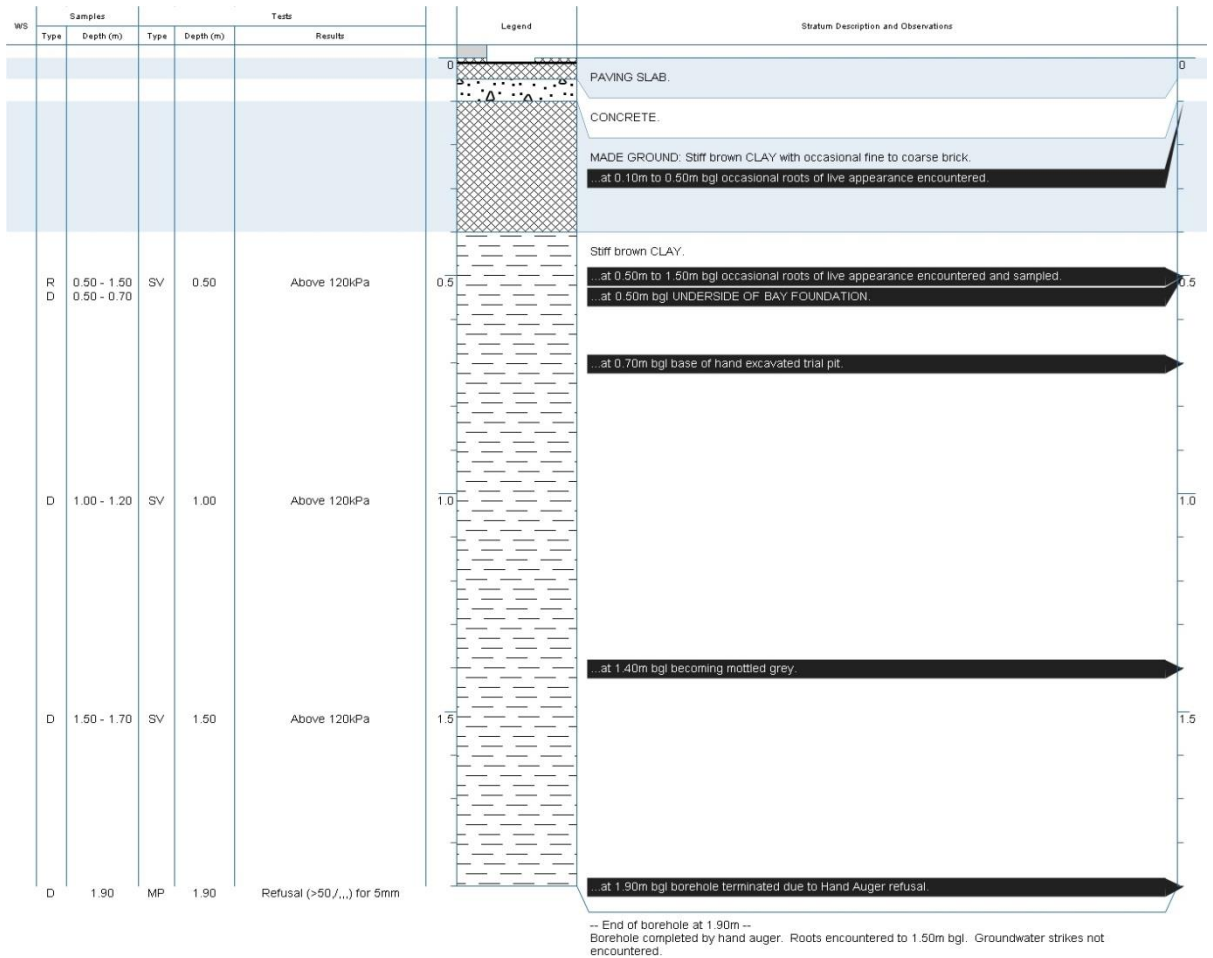 WS
Samples
Tests
Legend
Stratum Description and Observations
Type
Depth (m)
Type
Depth (m)
Results
0
0
PAVING SLAB.
CONCRETE.
MADE GROUND: Stiff brown CLAY with occasional fine to coarse brick.
...at 0.10m to 0.50m bgl occasional roots of live appearance encountered.
Stiff brown CLAY.
...at 0.50m to 1.50m bgl occasional roots of live appearance encountered and sampled.
R 0.50 - 1.50 SV 0.50 Above 120kPa 0.5 0.5
D 0.50 - 0.70
...at 0.50m bgl UNDERSIDE OF BAY FOUNDATION.
...at 0.70m bgl base of hand excavated trial pit.
D 1.00 - 1.20 SV 1.00 Above 120kPa 1.0 1.0
...at 1.40m bgl becoming mottled grey.
D 1.50 - 1.70 SV 1.50 Above 120kPa 1.5 1.5
...at 1.90m bgl borehole terminated due to Hand Auger refusal.
D 1.90 MP 1.90 Refusal (>50,/,,,) for 5mm
-- End of borehole at 1.90m --
Borehole completed by hand auger. Roots encountered to 1.50m bgl. Groundwater strikes not
encountered.